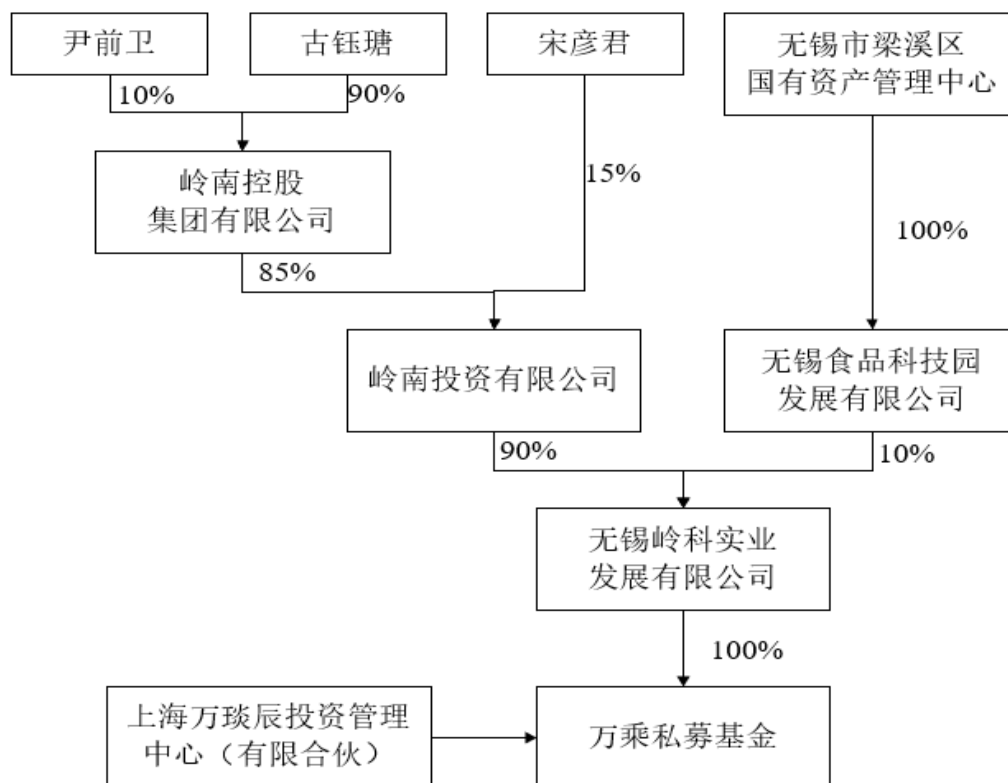 尹前卫
古钰瑭
宋彦君
无锡市梁溪区
国有资产管理中心
10%
90%
岭南控股
集团有限公司
15%
100%
85%
岭南投资有限公司
无锡食品科技园
发展有限公司
90%
10%
无锡岭科实业
发展有限公司
100%
上海万琰辰投资管理
中心（有限合伙）
万乘私募基金